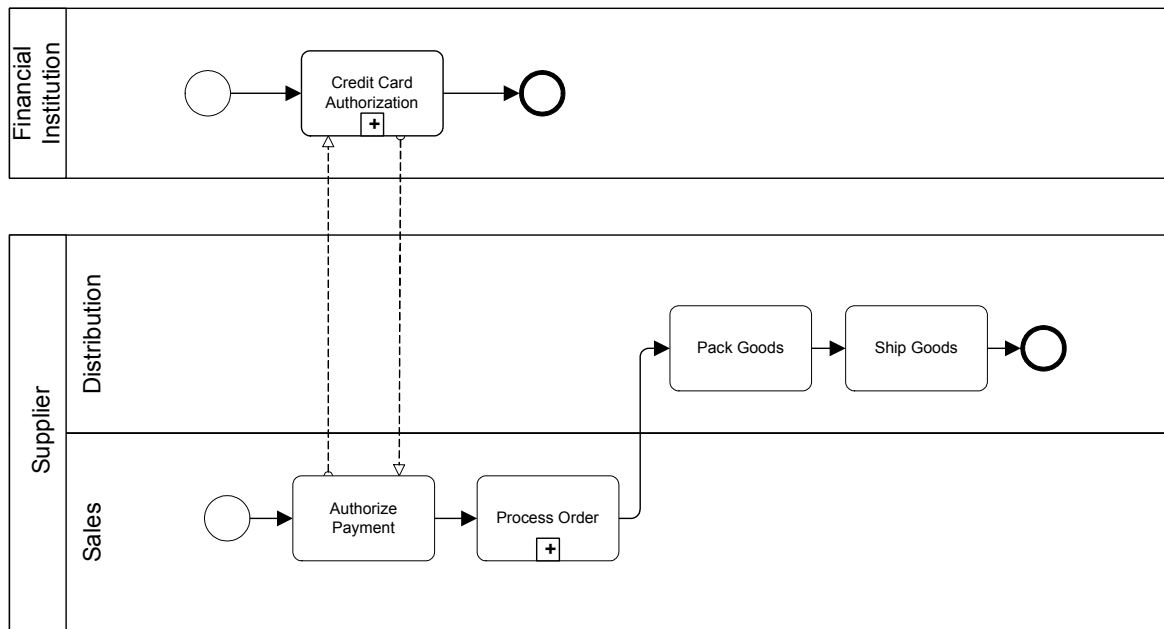 Financial
Institution
Credit Card
Authorization
+
Supplier
Distribution
Pack Goods
Ship Goods
Sales
Authorize
Payment
Process Order
+